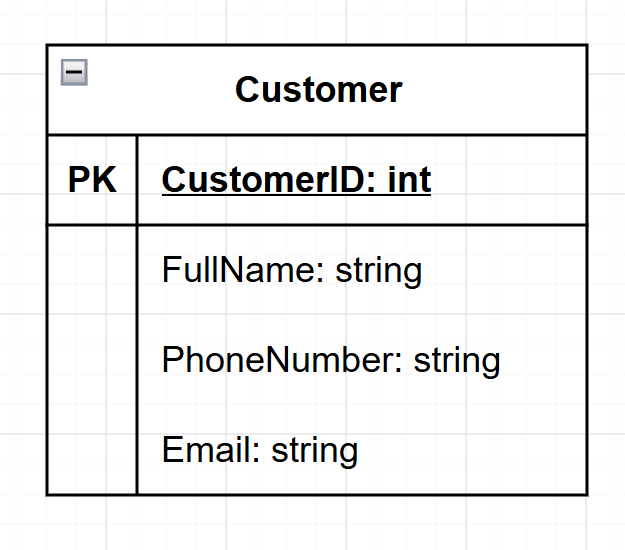 Customer
PK CustomerID: int
FullName: string
PhoneNumber: string
Email: string